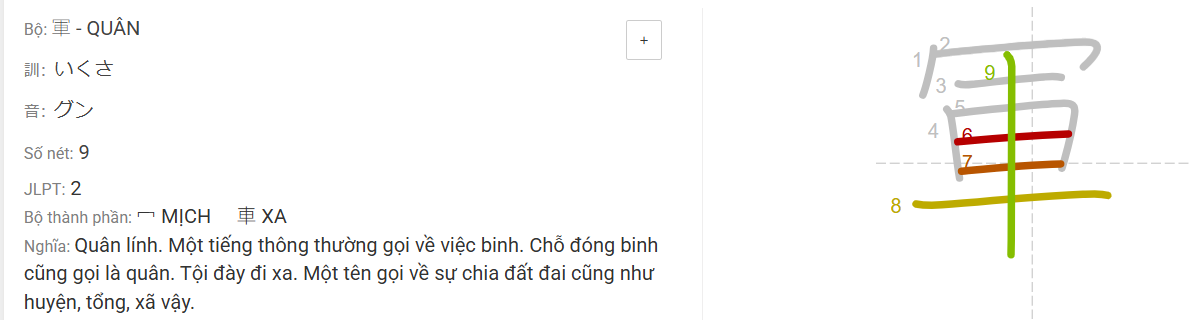 Bộ: 軍 - QUÂN
+
訓: いくさ
音: グン
Số nét: 9
JLPT: 2
Bộ thành phần: 冖 MỊCH 車 XA
Nghĩa: Quân lính. Một tiếng thông thường gọi về việc binh. Chỗ đóng binh
cũng gọi là quân. Tội đày đi xa. Một tên gọi về sự chia đất đai cũng như
huyện, tổng, xã vậy.
軍
1
2
3
4
5
6
7
8
9